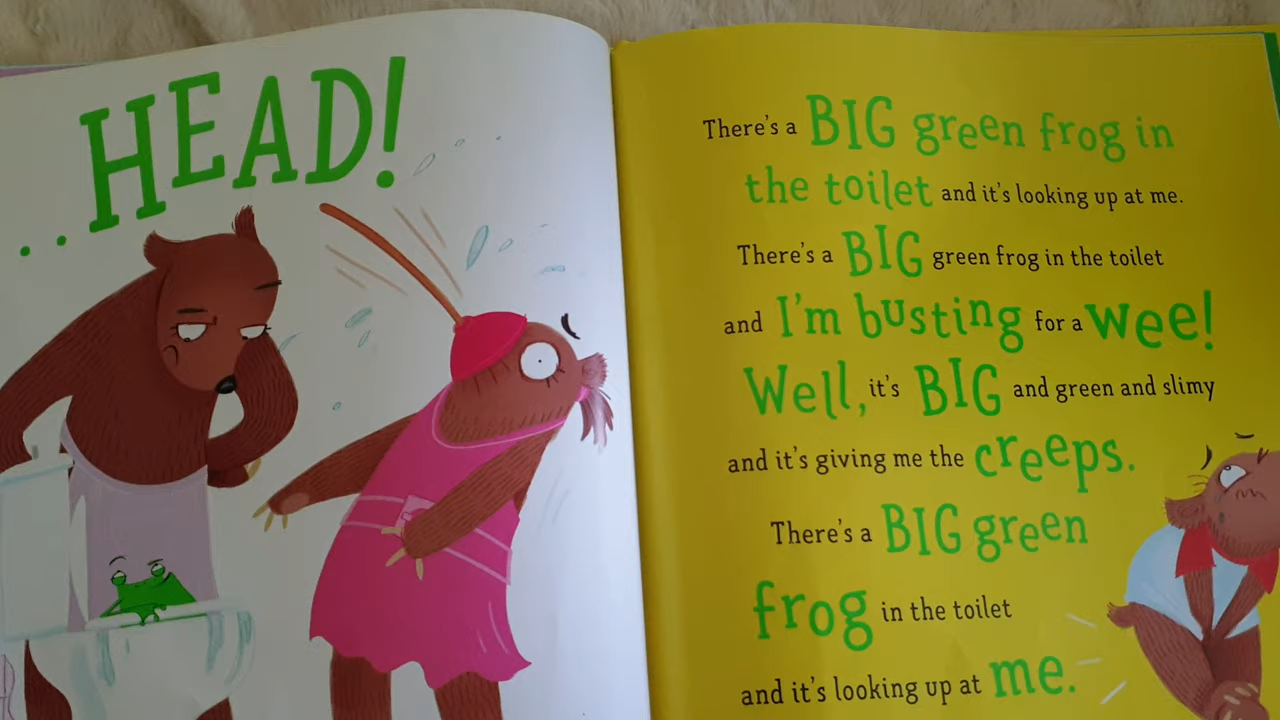 ..HEAD!
There's a BIG green frog in
the toilet and it's looking up at me.
There's a BIG green frog in the toilet
and I'm busting for a wee!
Well, it's BIG and green and slimy
and it's giving me the creeps.
There's a BIG green
frog in the toilet
and it's looking up at me.